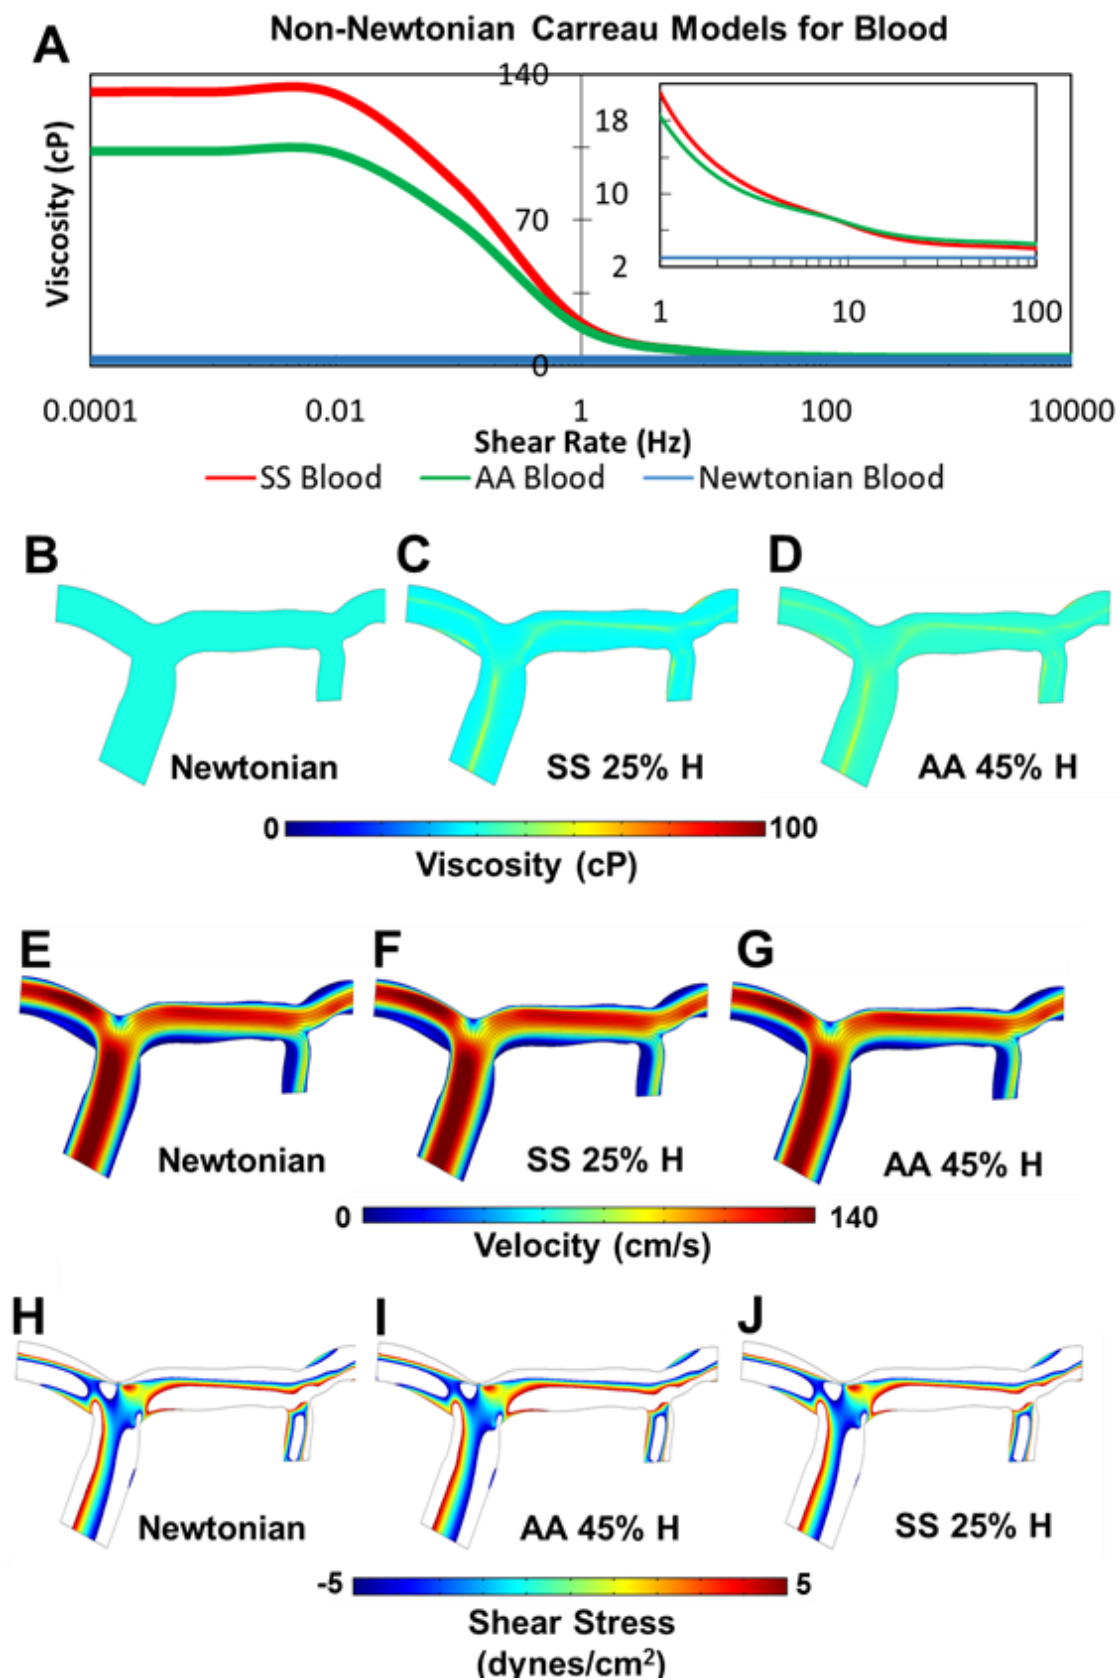 A
Non-Newtonian Carreau Models for Blood
Viscosity (cP)
140
70
0
18
10
2
1 10 100
0.0001 0.01 1 100 10000
Shear Rate (Hz)
SS Blood AA Blood Newtonian Blood
B C D
Newtonian SS 25% H AA 45% H
0 100
Viscosity (cP)
E F G
Newtonian SS 25% H AA 45% H
0 140
Velocity (cm/s)
H I J
Newtonian AA 45% H SS 25% H
-5 5
Shear Stress
(dynes/cm²)